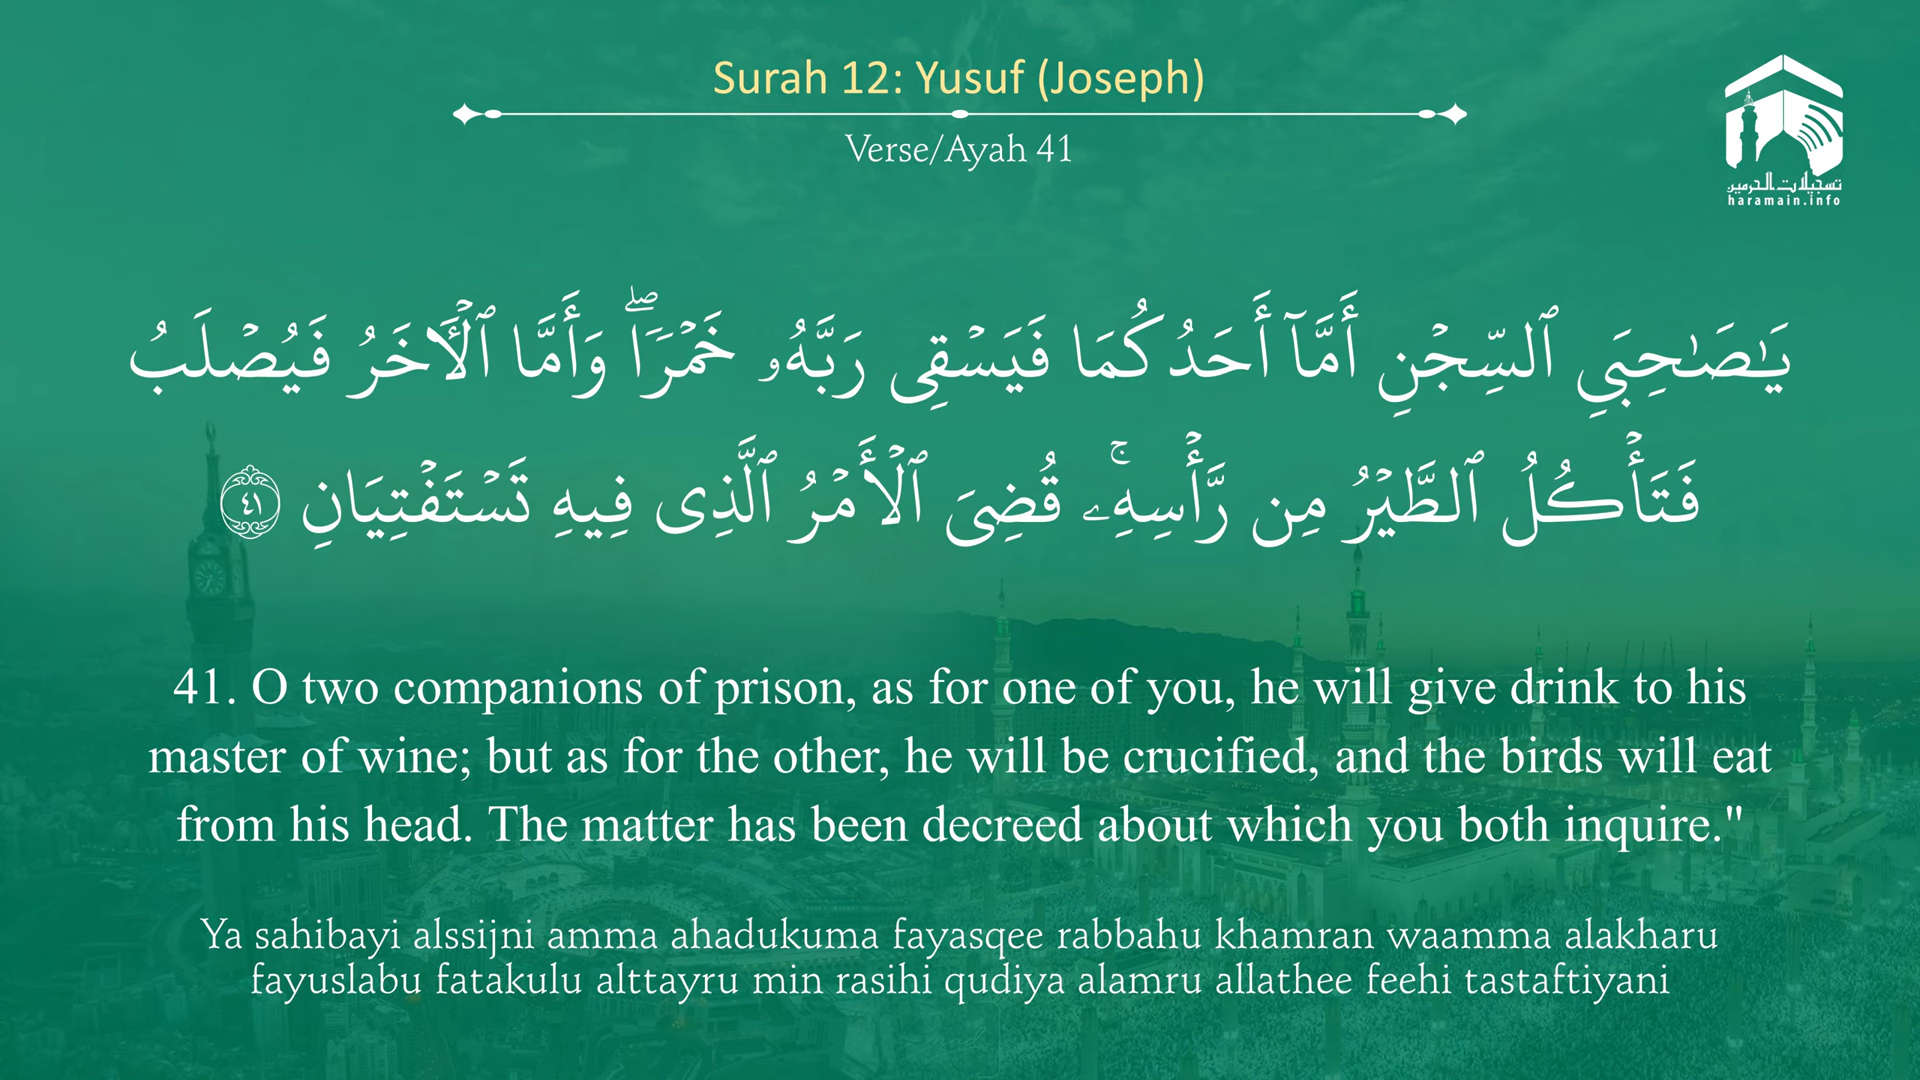 Surah 12: Yusuf (Joseph)
Verse/Ayah 41
تسجيلات الحرمين
haramain.info
يَٰصَٰحِبَىِ ٱلسِّجْنِ أَمَّآ أَحَدُكُمَا فَيَسْقِى رَبَّهُۥ خَمْرًۭا ۖ وَأَمَّا ٱلْـَٔاخَرُ فَيُصْلَبُ
فَتَأْكُلُ ٱلطَّيْرُ مِن رَّأْسِهِۦ ۚ قُضِىَ ٱلْأَمْرُ ٱلَّذِى فِيهِ تَسْتَفْتِيَانِ ٤١
41. O two companions of prison, as for one of you, he will give drink to his
master of wine; but as for the other, he will be crucified, and the birds will eat
from his head. The matter has been decreed about which you both inquire."
Ya sahibayi alssijni amma ahadukuma fayasqee rabbahu khamran waamma alakharu
fayuslabu fatakulu alttayru min rasihi qudiya alamru allathee feehi tastaftiyani